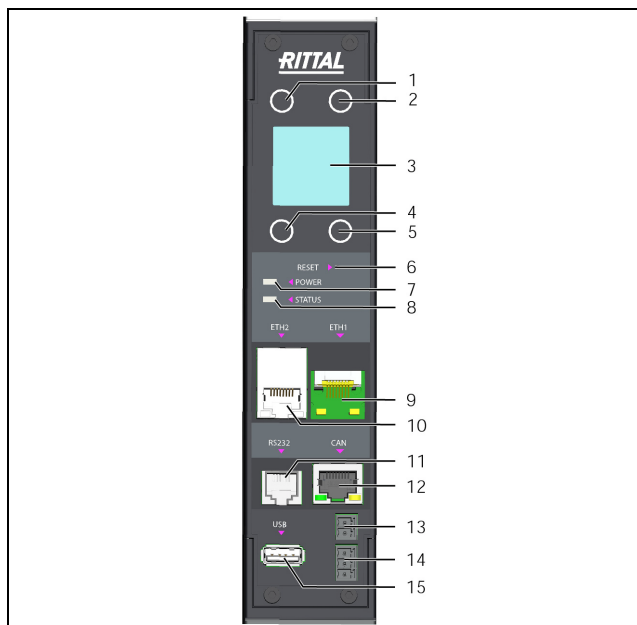 RITTAL
1
2
3
4
5
RESET
6
POWER
7
STATUS
8
ETH2 ETH1
9
10
RS232 CAN
11
12
USB
13
14
15